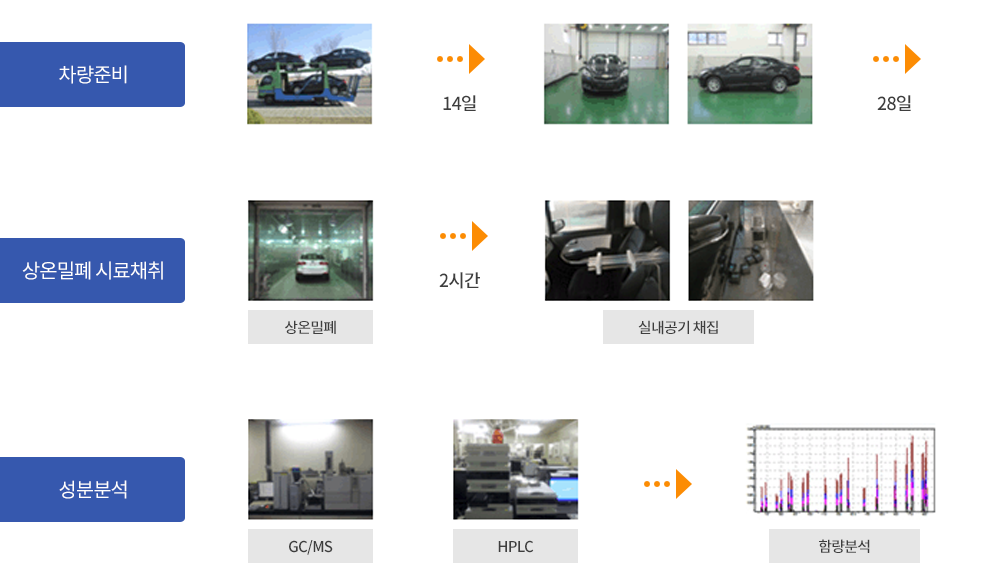 차량준비
14일
28일
상온밀폐 시료채취
2시간
상온밀폐
실내공기 채집
성분분석
GC/MS
HPLC
함량분석